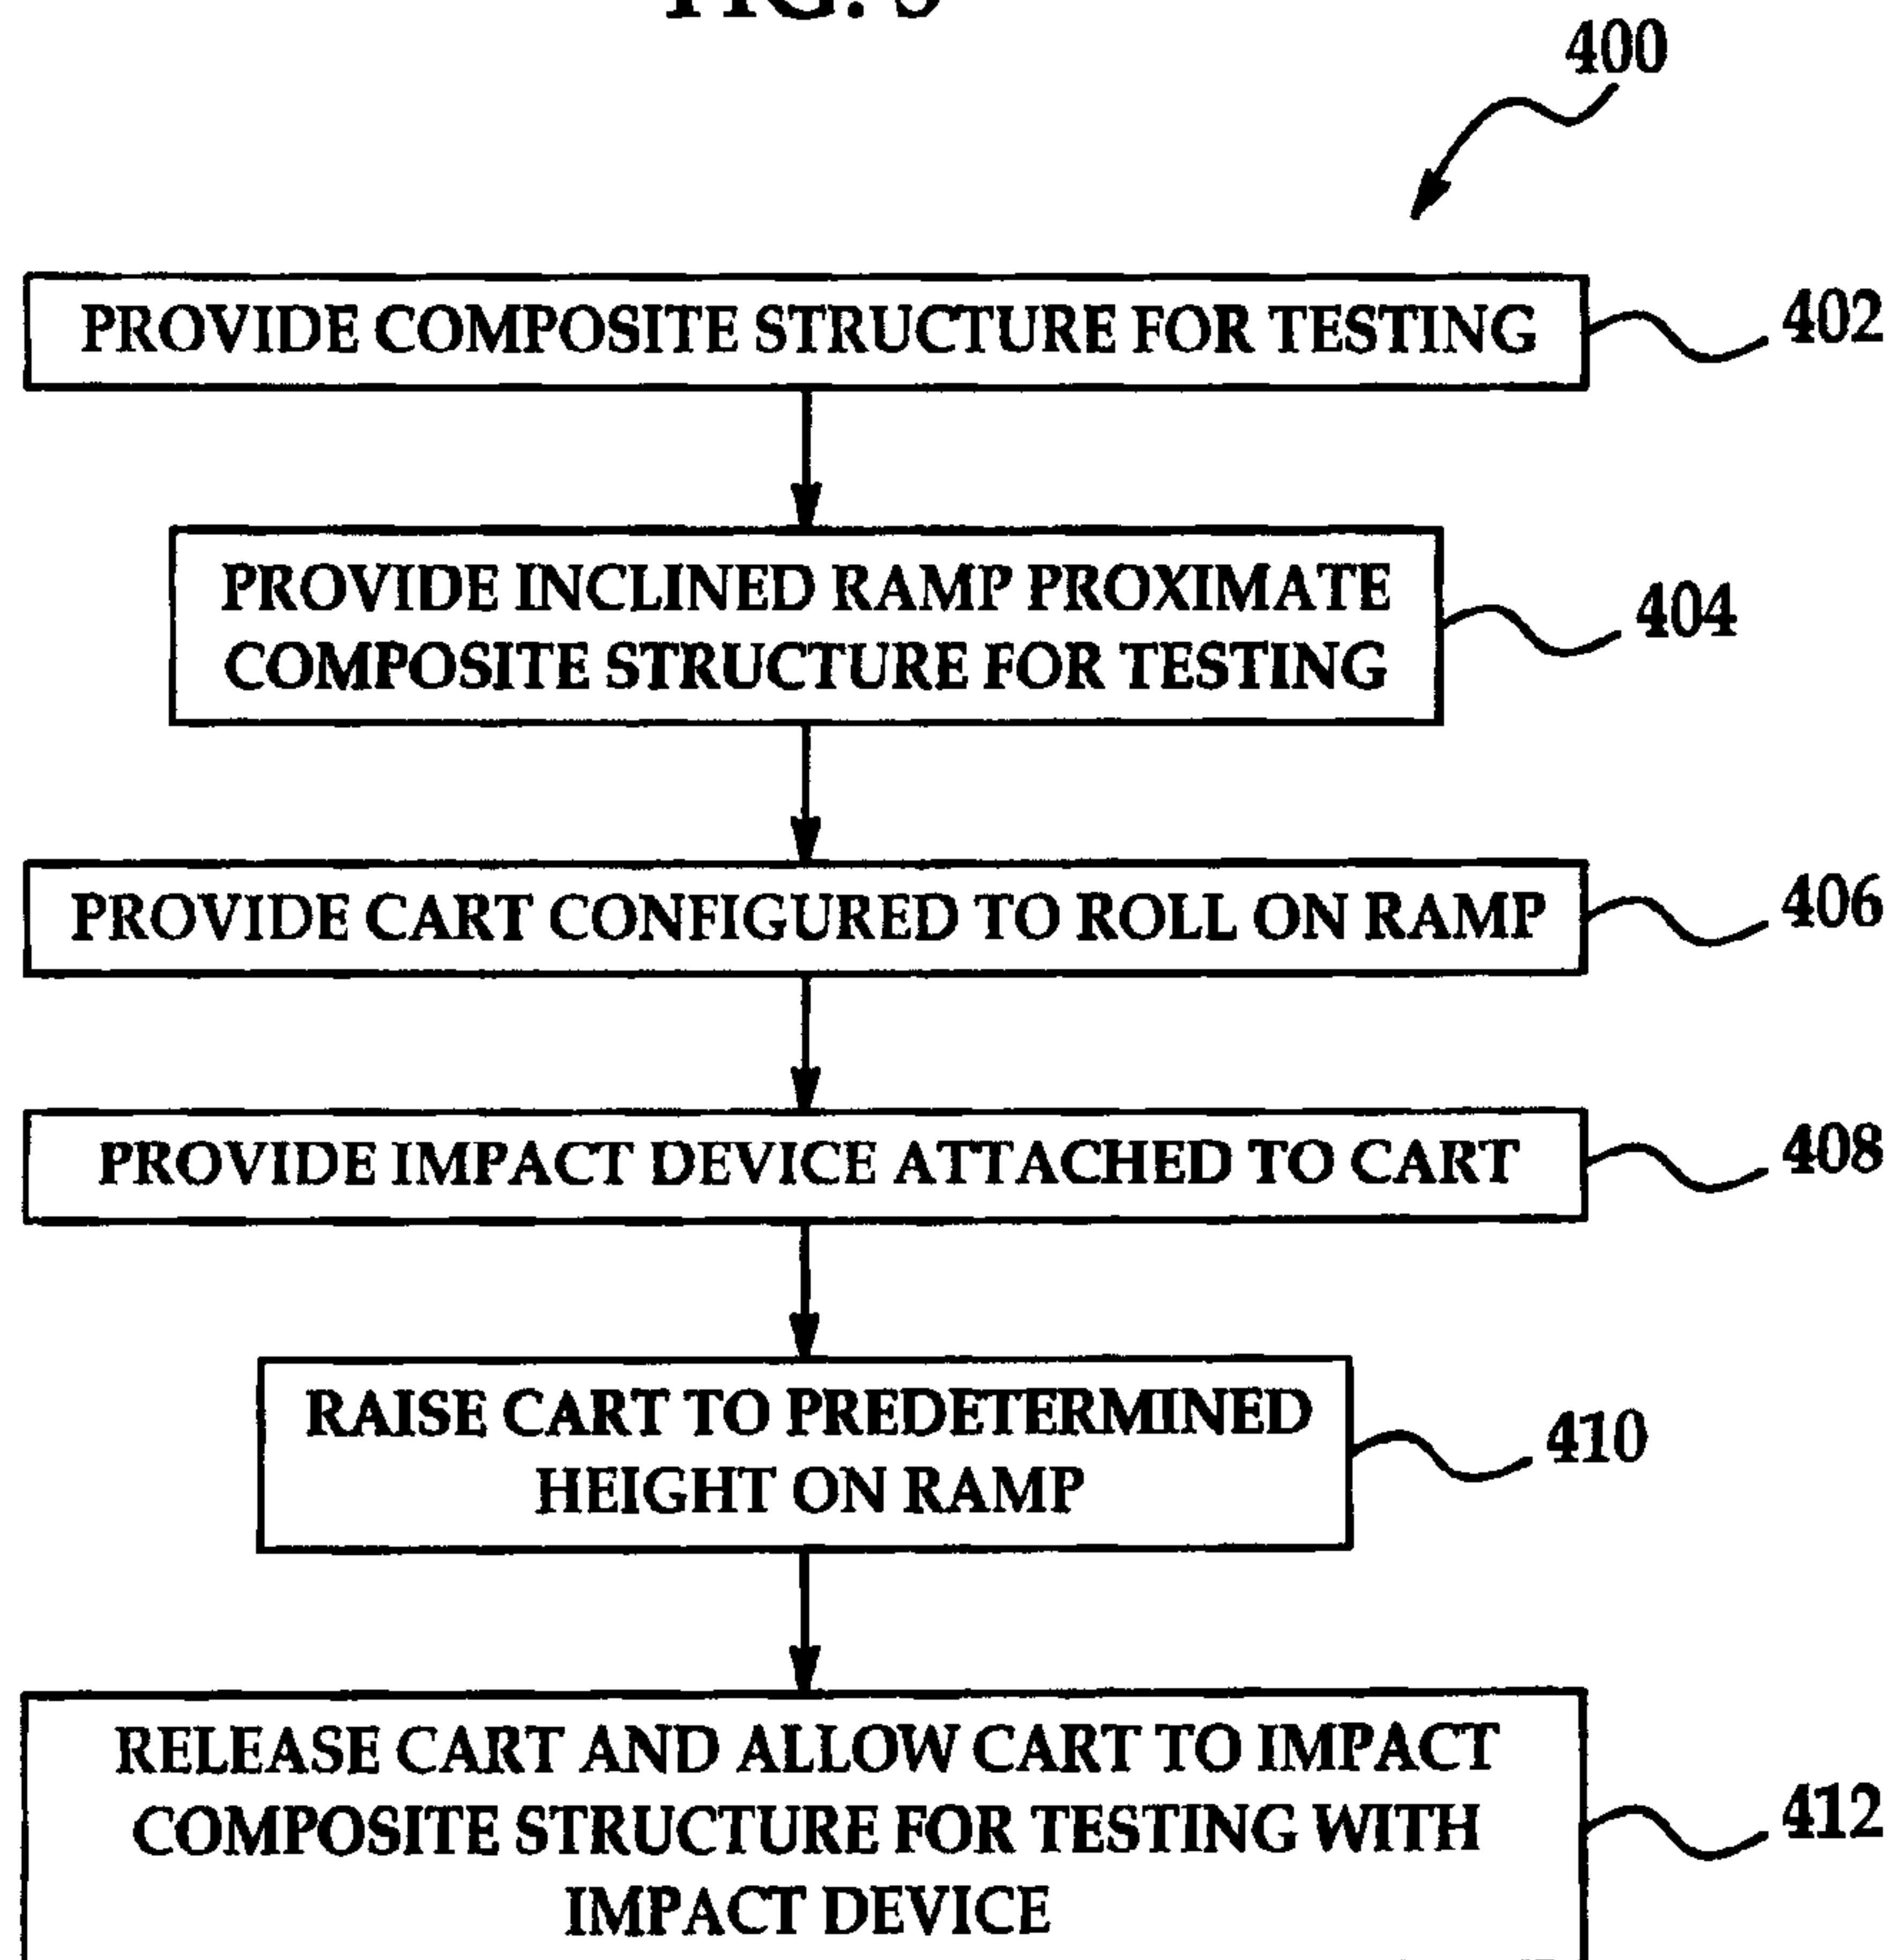 400
PROVIDE COMPOSITE STRUCTURE FOR TESTING
402
PROVIDE INCLINED RAMP PROXIMATE
COMPOSITE STRUCTURE FOR TESTING
404
PROVIDE CART CONFIGURED TO ROLL ON RAMP
406
PROVIDE IMPACT DEVICE ATTACHED TO CART
408
RAISE CART TO PREDETERMINED
HEIGHT ON RAMP
410
RELEASE CART AND ALLOW CART TO IMPACT
COMPOSITE STRUCTURE FOR TESTING WITH
IMPACT DEVICE
412